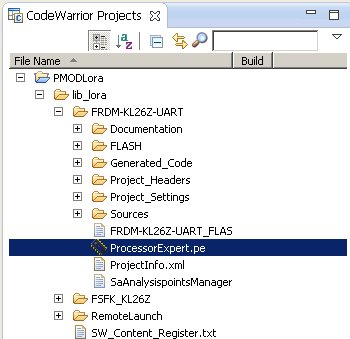 CodeWarrior Projects
File Name Build
PMODLora
lib_lora
FRDM-KL26Z-UART
Documentation
FLASH
Generated_Code
Project_Headers
Project_Settings
Sources
FRDM-KL26Z-UART_FLAS
ProcessorExpert.pe
ProjectInfo.xml
SaAnalysispointsManager
FSFK_KL26Z
RemoteLaunch
SW_Content_Register.txt